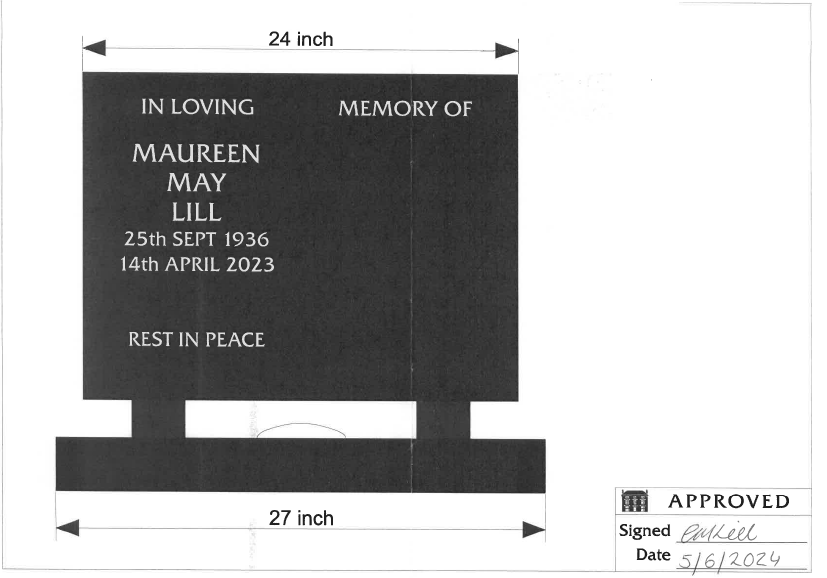 24 inch
IN LOVING MEMORY OF
MAUREEN
MAY
LILL
25th SEPT 1936
14th APRIL 2023
REST IN PEACE
27 inch
APPROVED
Signed
Date 5/6/2024